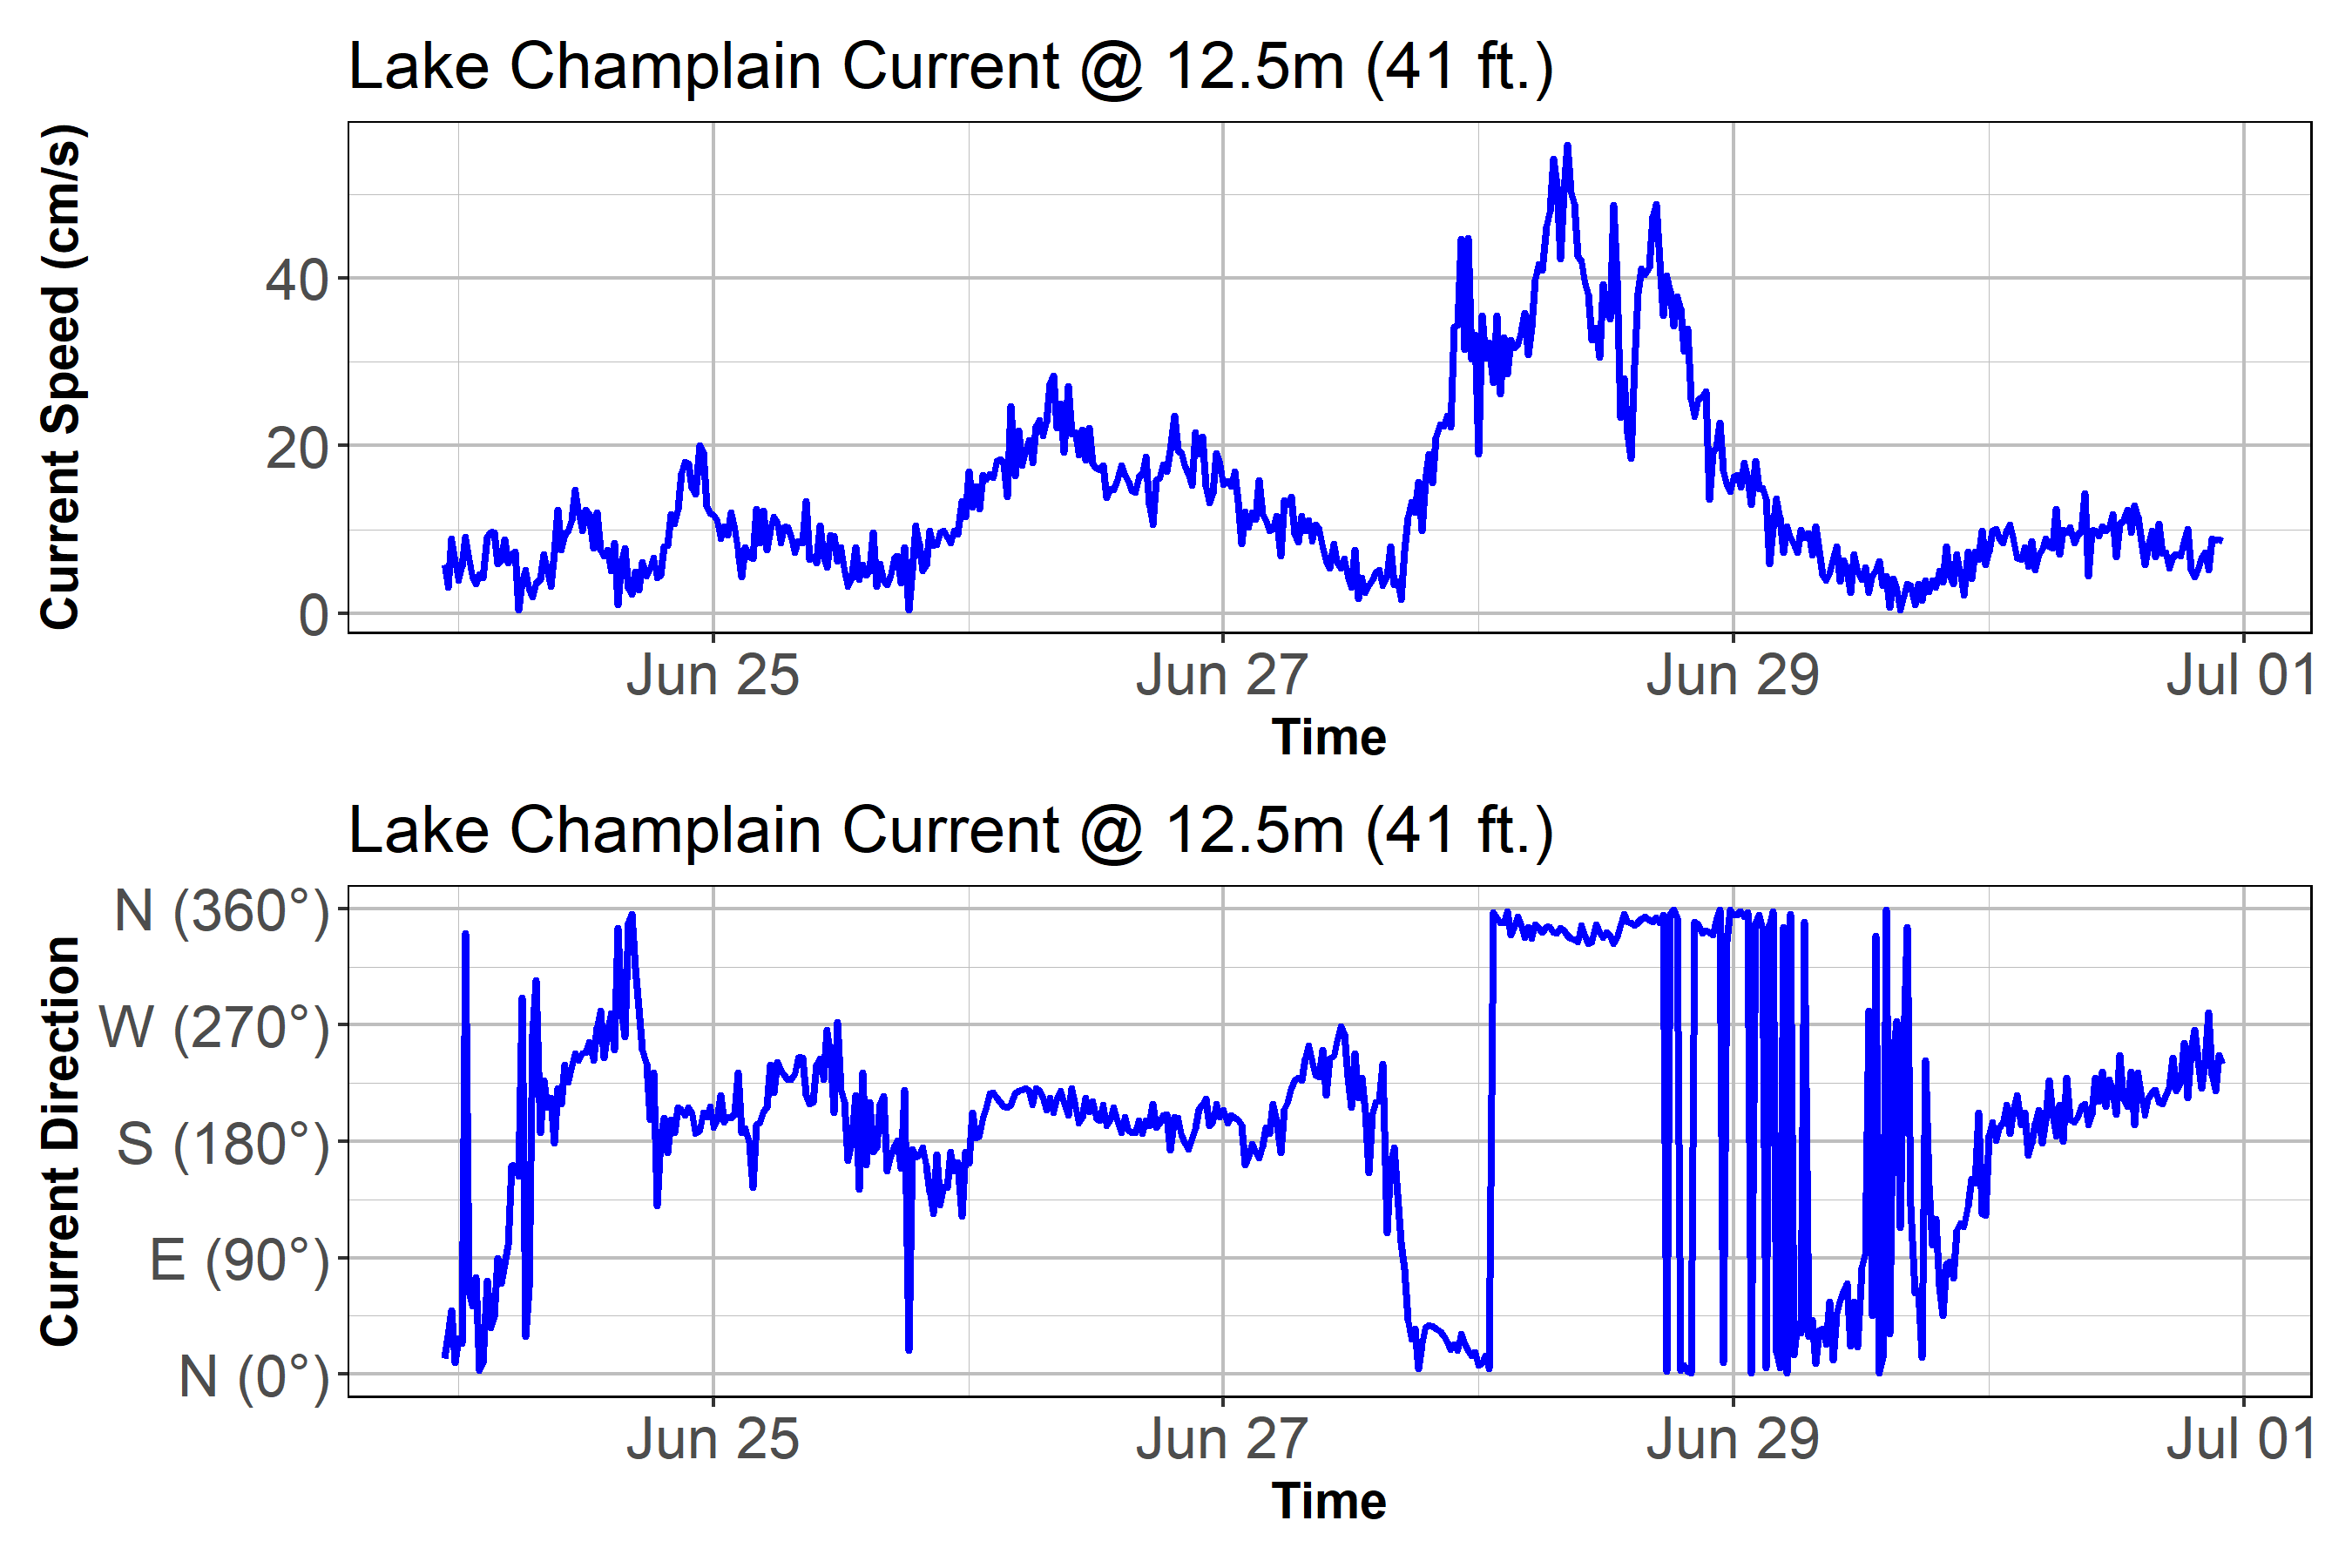 Lake Champlain Current @ 12.5m (41 ft.)
Current Speed (cm/s)
40
20
0
Jun 25
Jun 27
Jun 29
Jul 01
Time
Lake Champlain Current @ 12.5m (41 ft.)
Current Direction
N (360°)
W (270°)
S (180°)
E (90°)
N (0°)
Jun 25
Jun 27
Jun 29
Jul 01
Time